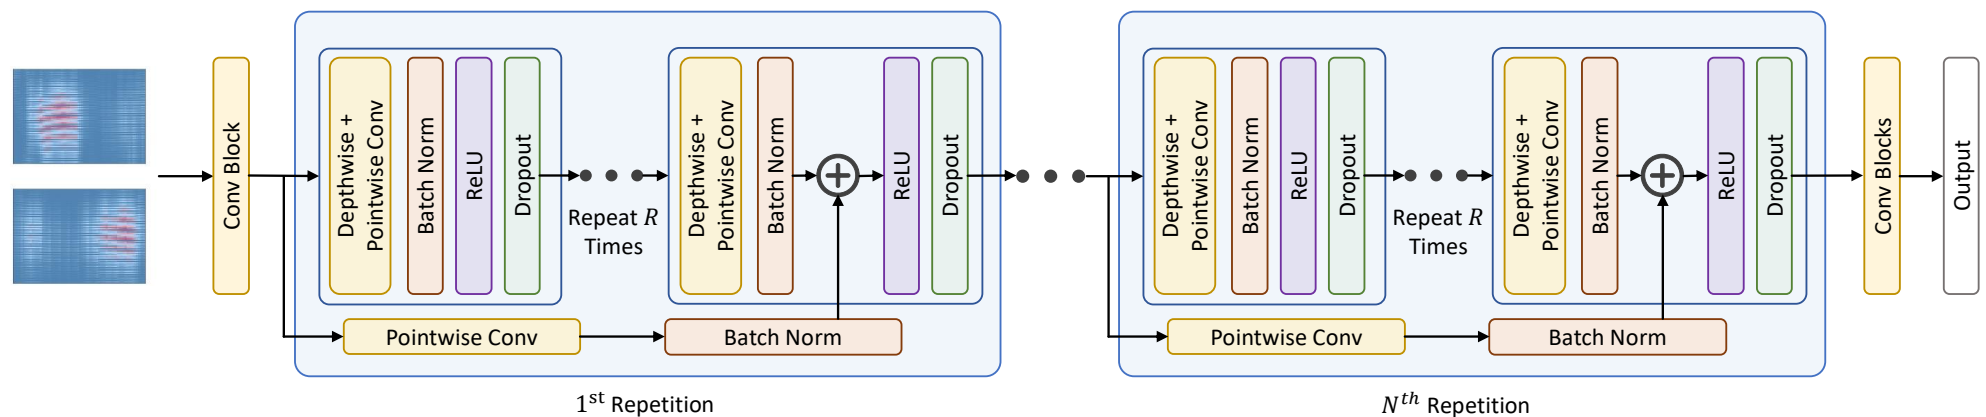 Conv Block
Depthwise +
Pointwise Conv
Batch Norm
ReLU
Dropout
Repeat R
Times
Depthwise +
Pointwise Conv
Batch Norm
ReLU
Dropout
Pointwise Conv
Batch Norm
1st Repetition
Depthwise +
Pointwise Conv
Batch Norm
ReLU
Dropout
Repeat R
Times
Depthwise +
Pointwise Conv
Batch Norm
ReLU
Dropout
Pointwise Conv
Batch Norm
Nth Repetition
Conv Blocks
Output